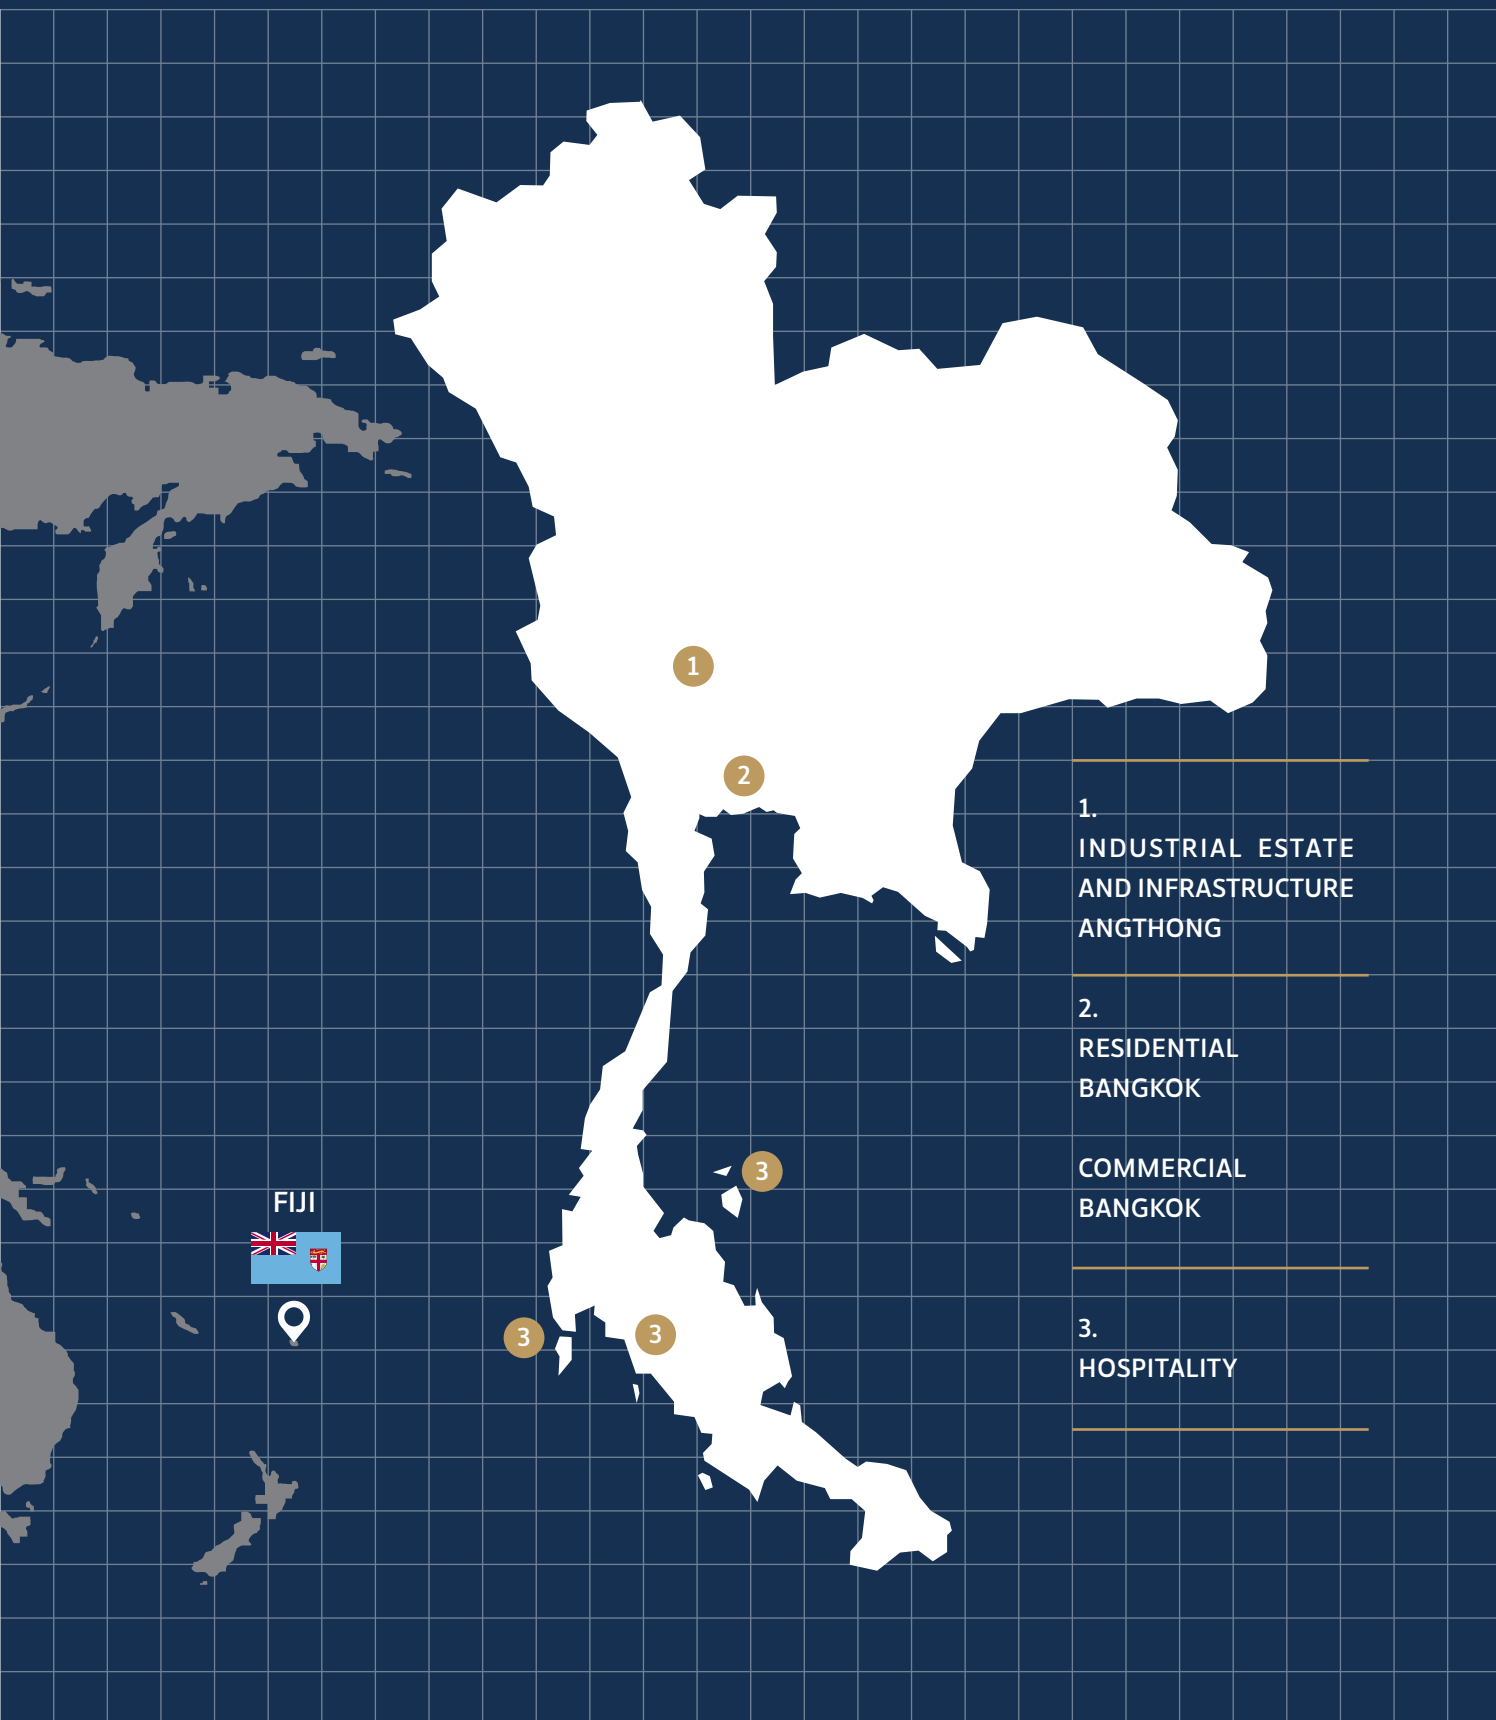 1
2
3
3
3
FIJI
1.
INDUSTRIAL ESTATE
AND INFRASTRUCTURE
ANGTHONG
2.
RESIDENTIAL
BANGKOK
COMMERCIAL
BANGKOK
3.
HOSPITALITY